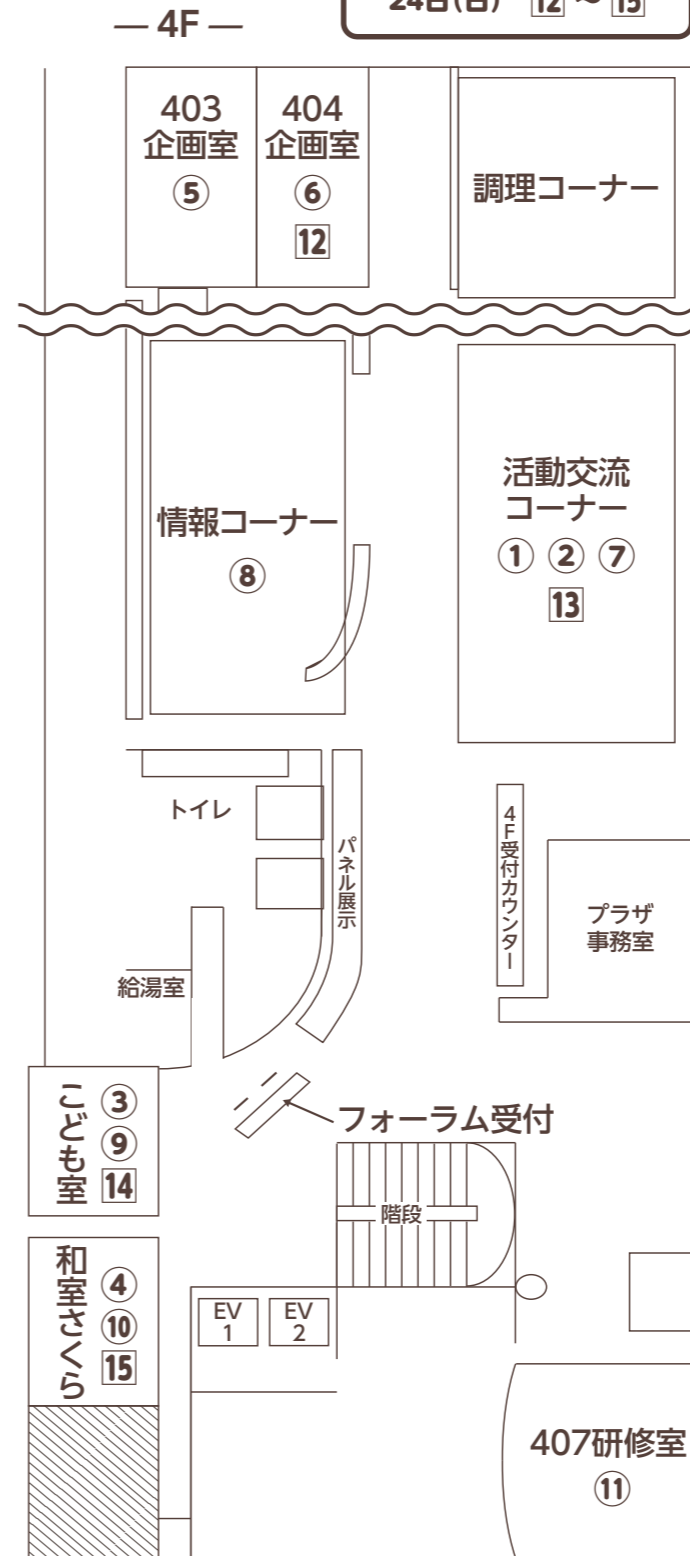 24日(日) 12 ~ 15
— 4F —
403
企画室
⑤
404
企画室
⑥
12
調理コーナー
情報コーナー
⑧
活動交流
コーナー
① ② ⑦
13
トイレ
パネル展示
4F受付カウンター
プラザ
事務室
給湯室
こども室
③
⑨
14
フォーラム受付
階段
和室さくら
④
⑩
15
EV
1
EV
2
407研修室
⑪